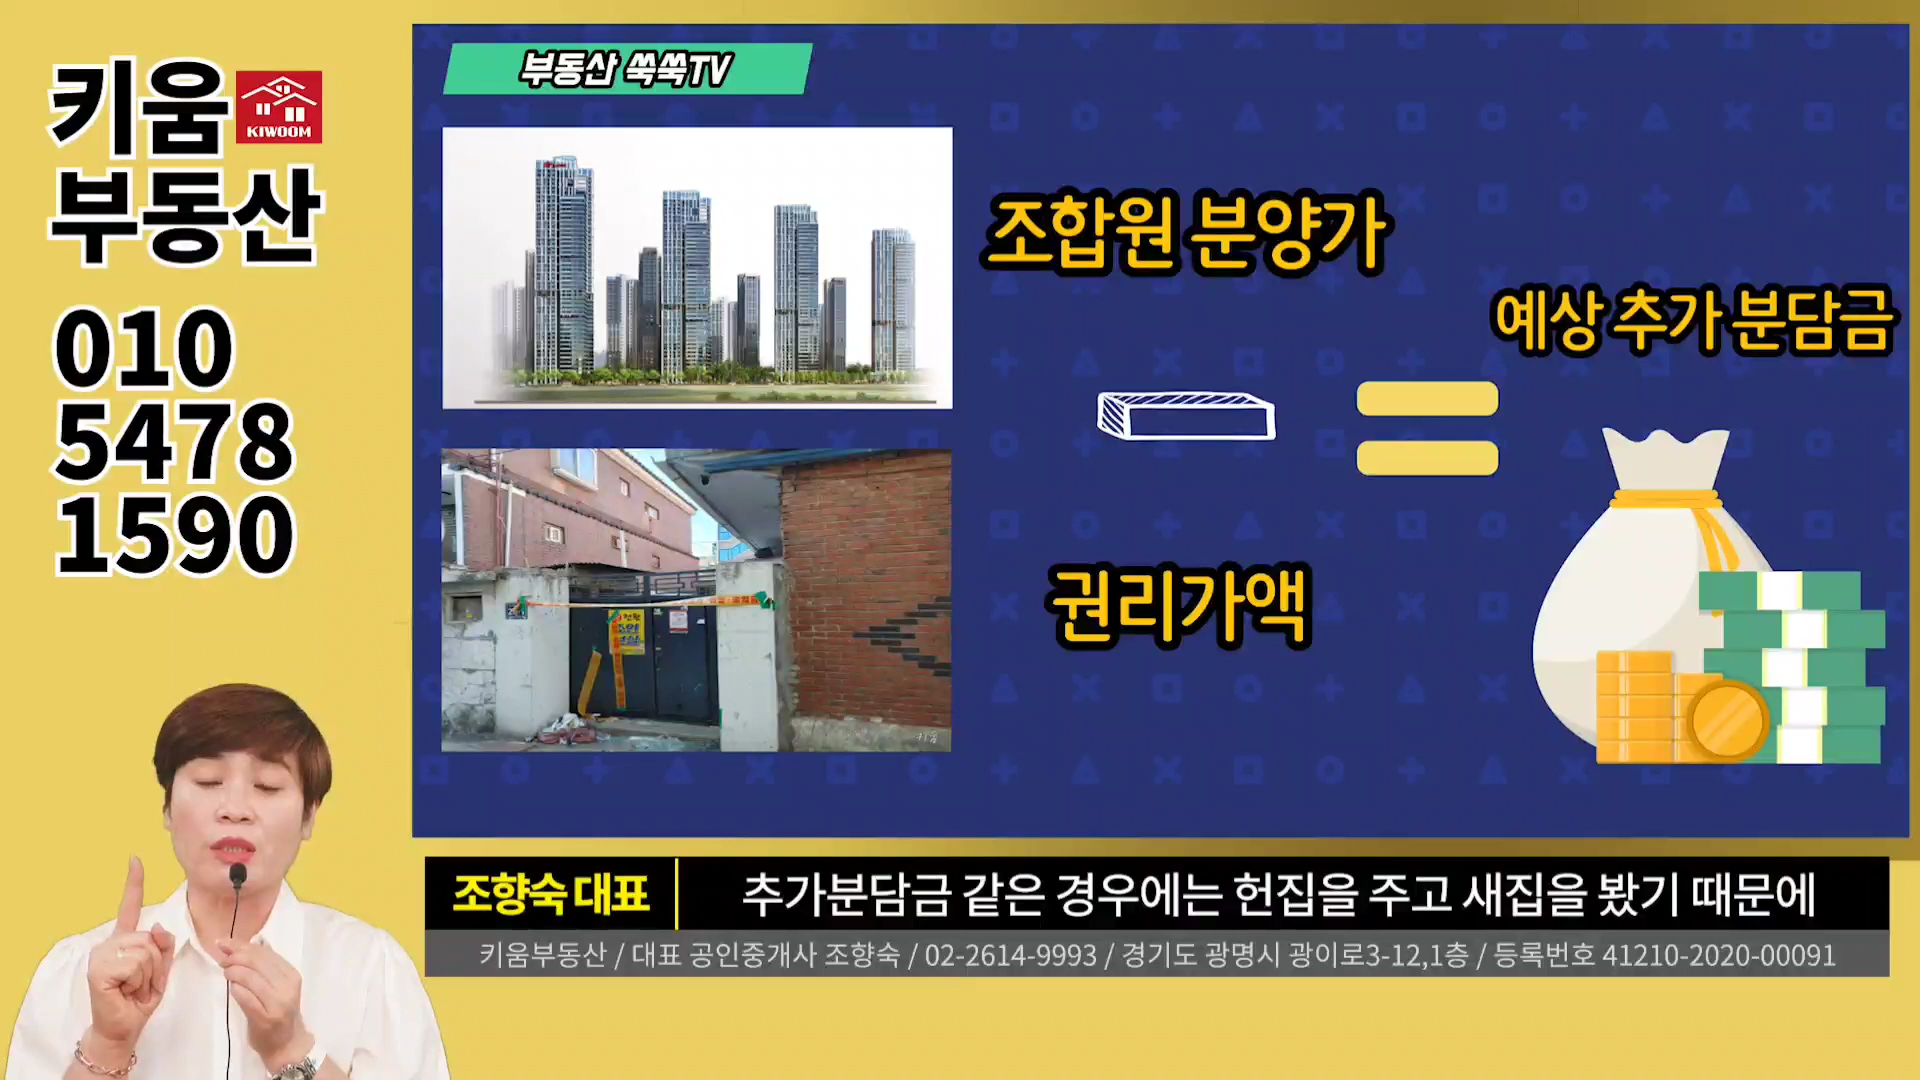 키움
KIWOOM
부동산
010
5478
1590
부동산 쑥쑥TV
조합원 분양가
예상 추가 분담금
권리가액
키움
조향숙 대표
추가분담금 같은 경우에는 헌집을 주고 새집을 봤기 때문에
키움부동산 / 대표 공인중개사 조향숙 / 02-2614-9993 / 경기도 광명시 광이로3-12,1층 / 등록번호 41210-2020-00091